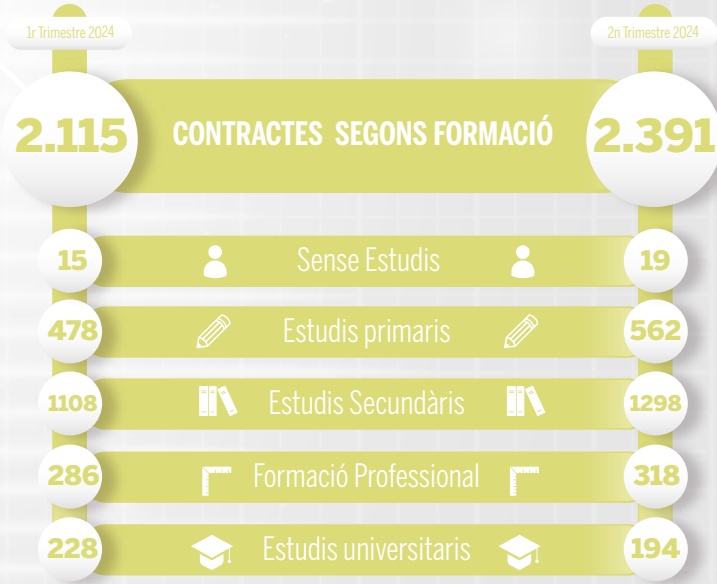 1r Trimestre 2024 2n Trimestre 2024
2.115 CONTRACTES SEGONS FORMACIÓ 2.391
15 Sense Estudis 19
478 Estudis primaris 562
1108 Estudis Secundàris 1298
286 Formació Professional 318
228 Estudis universitaris 194